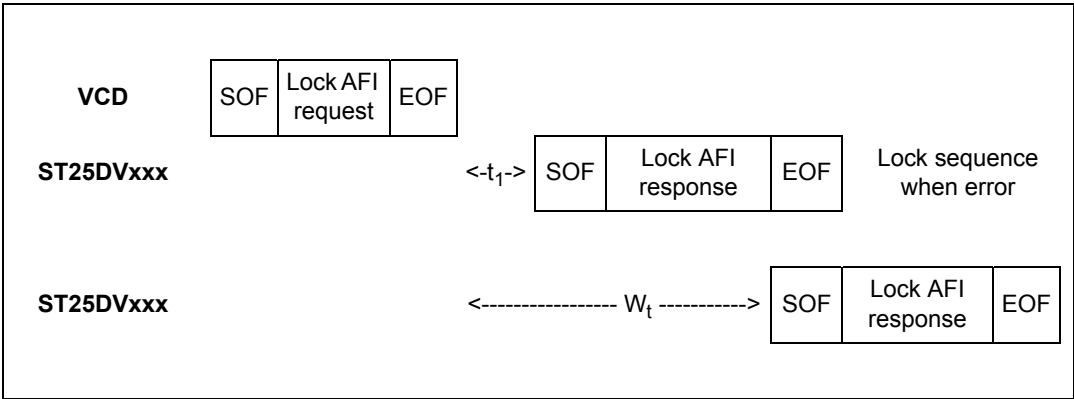 VCD SOF Lock AFI request EOF
ST25DVxxx <-t₁-> SOF Lock AFI response EOF Lock sequence when error
ST25DVxxx <----------------- Wₜ -----------> SOF Lock AFI response EOF